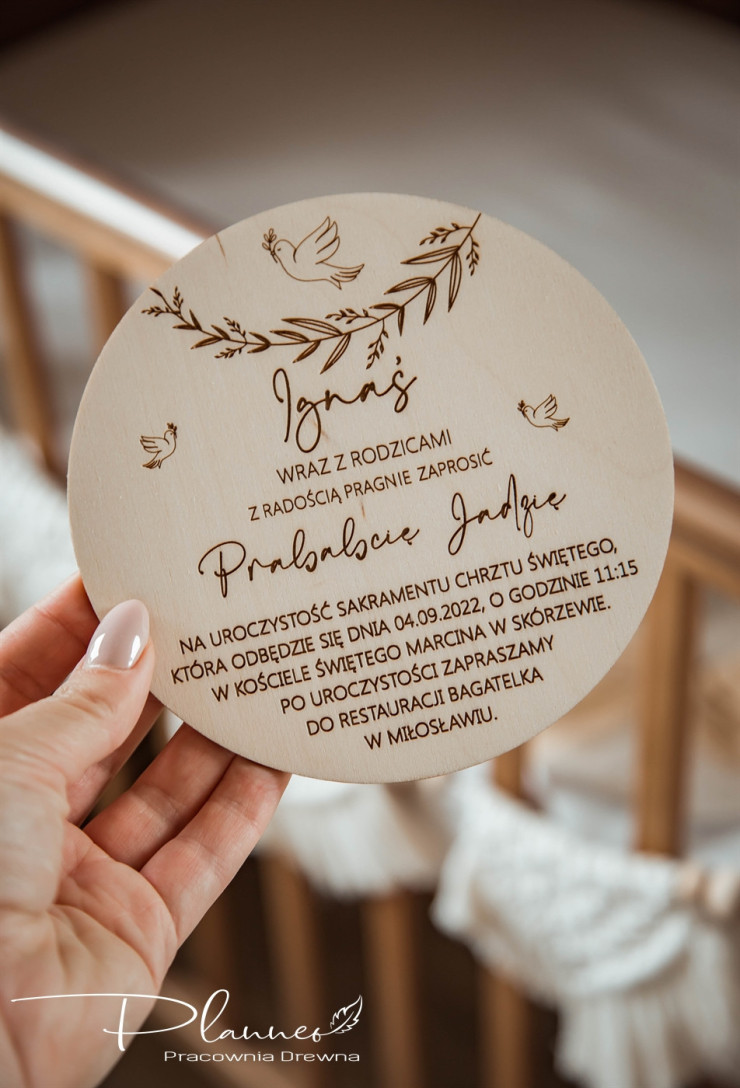 Ignaś
WRAZ Z RODZICAMI
Z RADOŚCIĄ PRAGNIE ZAPROSIĆ
Prababcię Jadzię
NA UROCZYSTOŚĆ SAKRAMENTU CHRZTU ŚWIĘTEGO,
KTÓRA ODBĘDZIE SIĘ DNIA 04.09.2022, O GODZINIE 11:15
W KOŚCIELE ŚWIĘTEGO MARCINA W SKÓRZEWIE.
PO UROCZYSTOŚCI ZAPRASZAMY
DO RESTAURACJI BAGATELKA
W MIŁOSŁAWIU.
Planneo
Pracownia Drewna